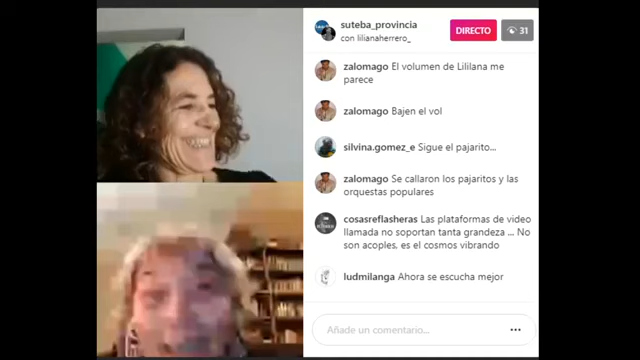 suteba_provincia
con lilianaherrero_
DIRECTO
31
zalomago El volumen de Lililana me
parece
zalomago Bajen el vol
silvina.gomez_e Sigue el pajarito...
zalomago Se callaron los pajaritos y las
orquestas populares
cosasreflasheras Las plataformas de video
llamada no soportan tanta grandeza ... No
son acoples, es el cosmos vibrando
ludmilanga Ahora se escucha mejor
Añade un comentario...